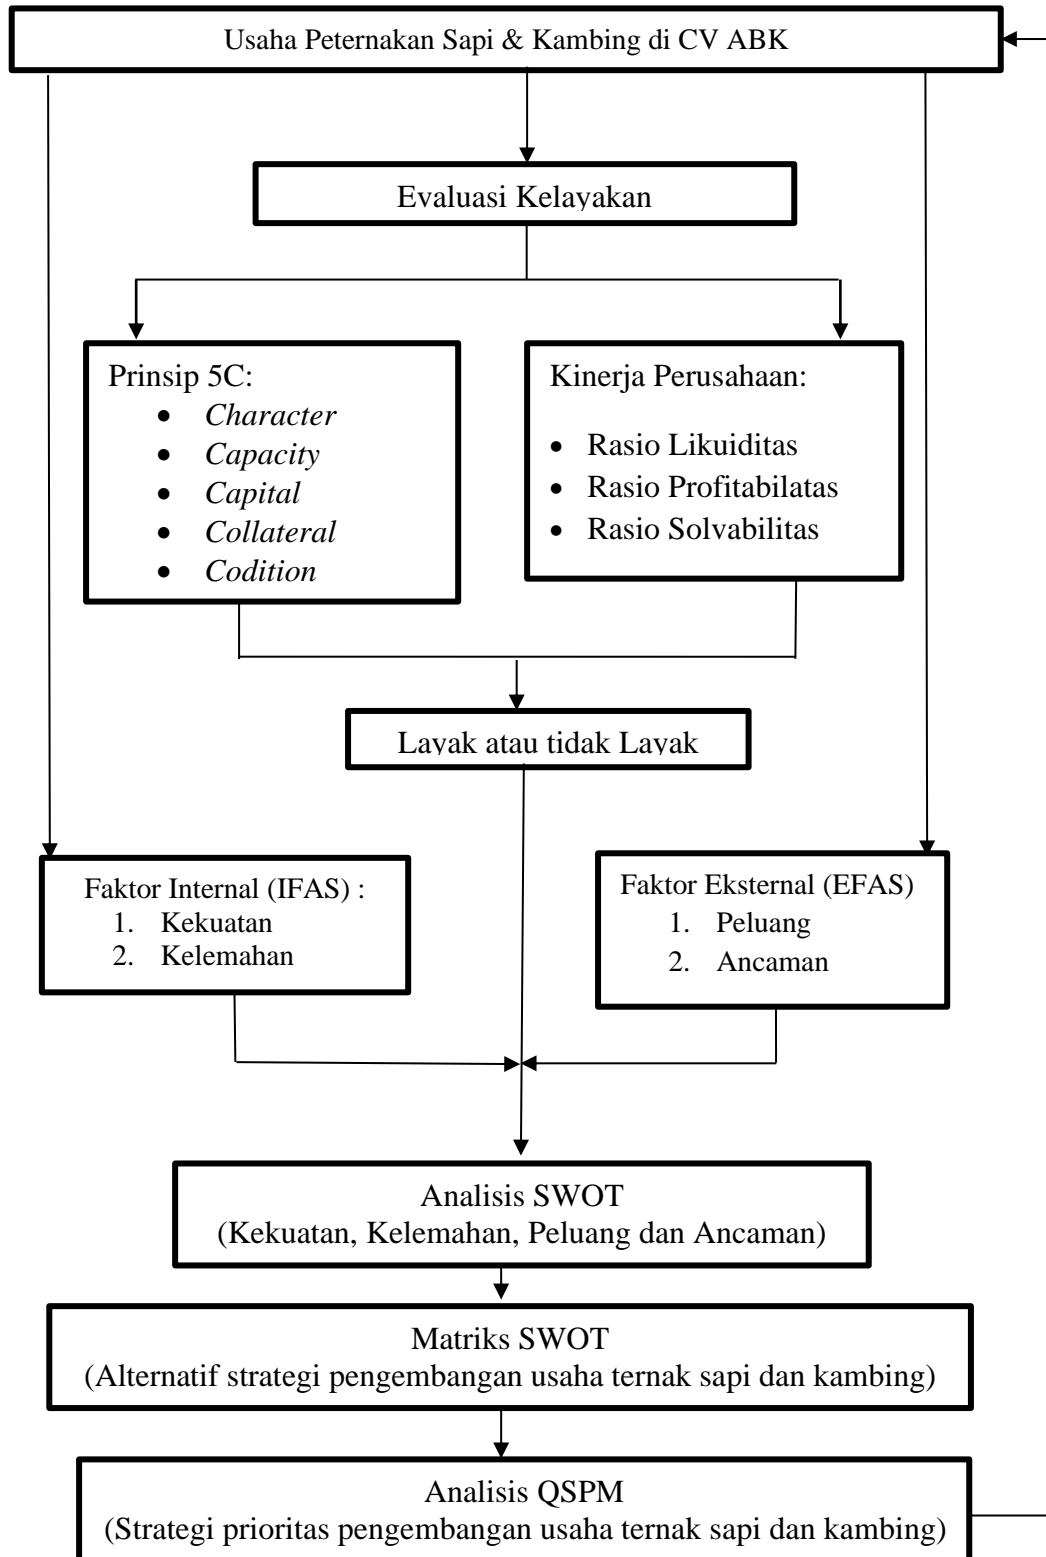 Usaha Peternakan Sapi & Kambing di CV ABK
Evaluasi Kelayakan
Prinsip 5C:
• Character
• Capacity
• Capital
• Collateral
• Codition
Kinerja Perusahaan:
• Rasio Likuiditas
• Rasio Profitabilatas
• Rasio Solvabilitas
Layak atau tidak Layak
Faktor Internal (IFAS) :
1. Kekuatan
2. Kelemahan
Faktor Eksternal (EFAS)
1. Peluang
2. Ancaman
Analisis SWOT
(Kekuatan, Kelemahan, Peluang dan Ancaman)
Matriks SWOT
(Alternatif strategi pengembangan usaha ternak sapi dan kambing)
Analisis QSPM
(Strategi prioritas pengembangan usaha ternak sapi dan kambing)